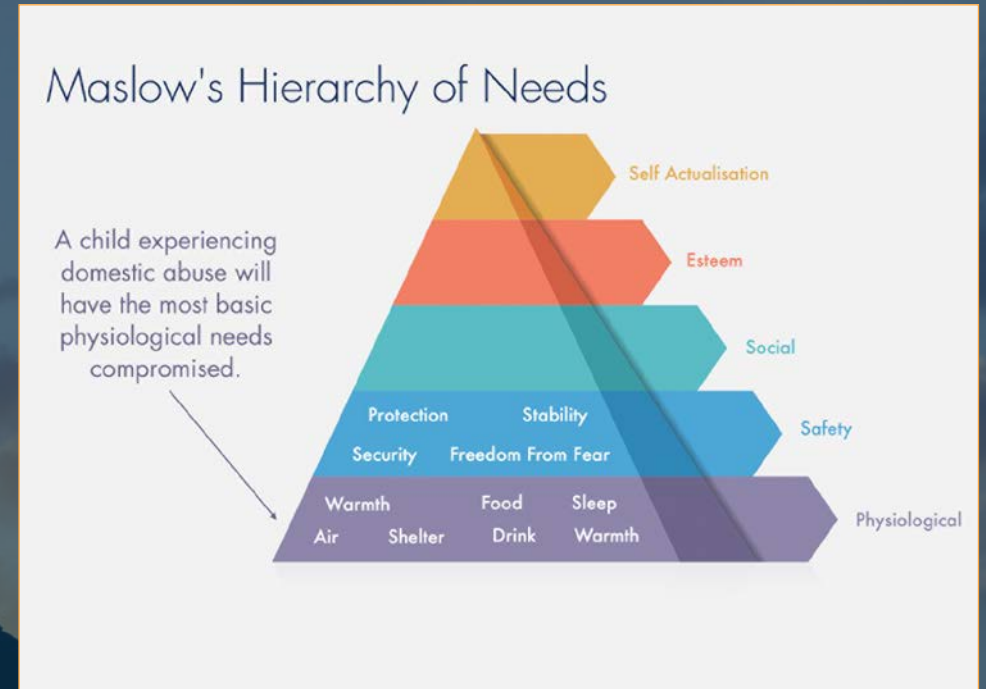 Maslow's Hierarchy of Needs
Self Actualisation
A child experiencing
domestic abuse will
have the most basic
physiological needs
compromised.
Esteem
Social
Protection Stability
Security Freedom From Fear
Safety
Warmth Food Sleep
Air Shelter Drink Warmth
Physiological